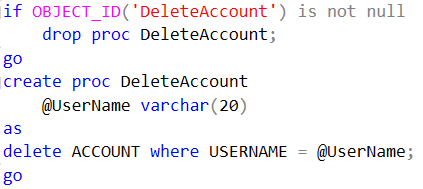 if OBJECT_ID('DeleteAccount') is not null
    drop proc DeleteAccount;
go
create proc DeleteAccount
    @UserName varchar(20)
as
delete ACCOUNT where USERNAME = @UserName;
go